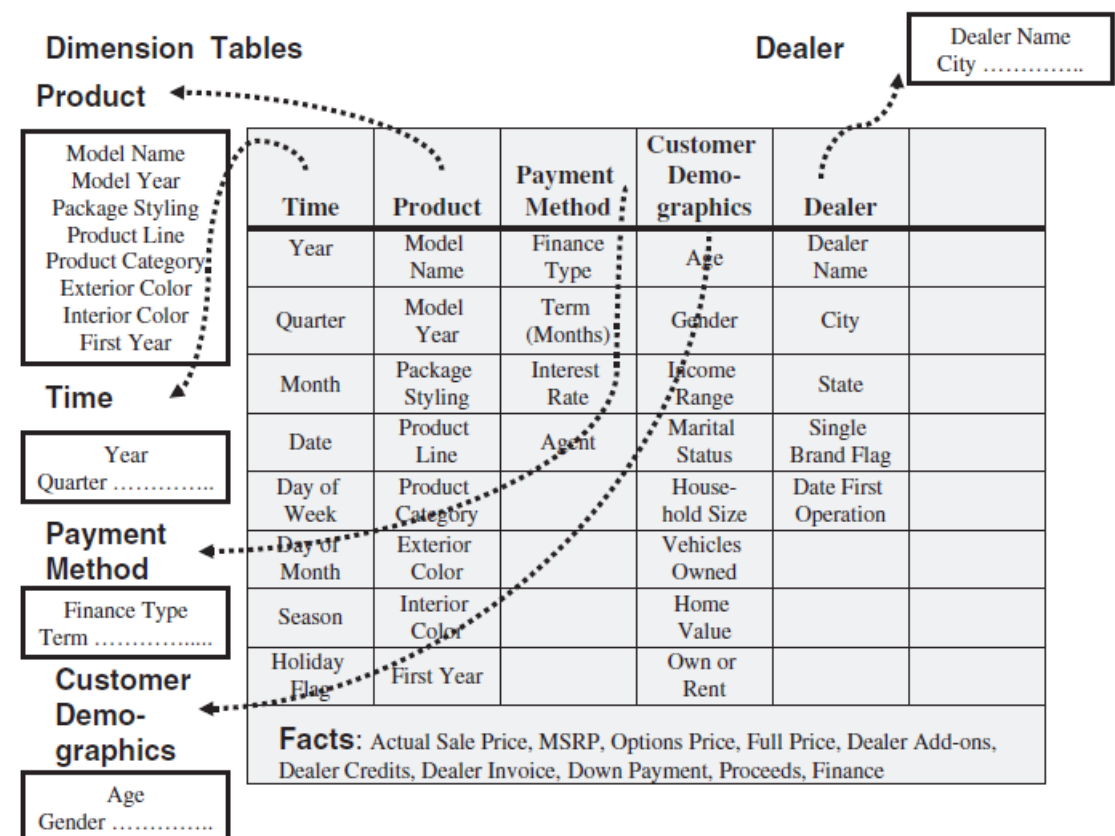 Dimension Tables
Dealer
Dealer Name
City …………..
Product
Model Name
Model Year
Package Styling
Product Line
Product Category
Exterior Color
Interior Color
First Year
Time
Year
Quarter …………..
Payment
Method
Finance Type
Term ………….....
Customer
Demo-
graphics
Age
Gender …………..
Time
Product
Payment
Method
Customer
Demo-
graphics
Dealer
Year
Model
Name
Finance
Type
Age
Dealer
Name
Quarter
Model
Year
Term
(Months)
Gender
City
Month
Package
Styling
Interest
Rate
Income
Range
State
Date
Product
Line
Agent
Marital
Status
Single
Brand Flag
Day of
Week
Product
Category
House-
hold Size
Date First
Operation
Day of
Month
Exterior
Color
Vehicles
Owned
Season
Interior
Color
Home
Value
Holiday
Flag
First Year
Own or
Rent
Facts: Actual Sale Price, MSRP, Options Price, Full Price, Dealer Add-ons,
Dealer Credits, Dealer Invoice, Down Payment, Proceeds, Finance